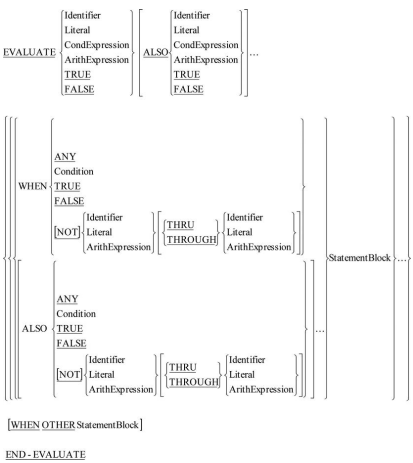 Identifier Identifier
Literal Literal
CondExpression CondExpression
EVALUATE ArithExpression ALSO ArithExpression ...
TRUE TRUE
FALSE FALSE
ANY
Condition
WHEN TRUE
FALSE
[NOT] Identifier THRU Identifier
Literal THROUGH Literal
ArithExpression ArithExpression
StatementBlock ...
ANY
Condition
ALSO TRUE ...
FALSE
[NOT] Identifier THRU Identifier
Literal THROUGH Literal
ArithExpression ArithExpression
[WHEN OTHER StatementBlock]
END - EVALUATE